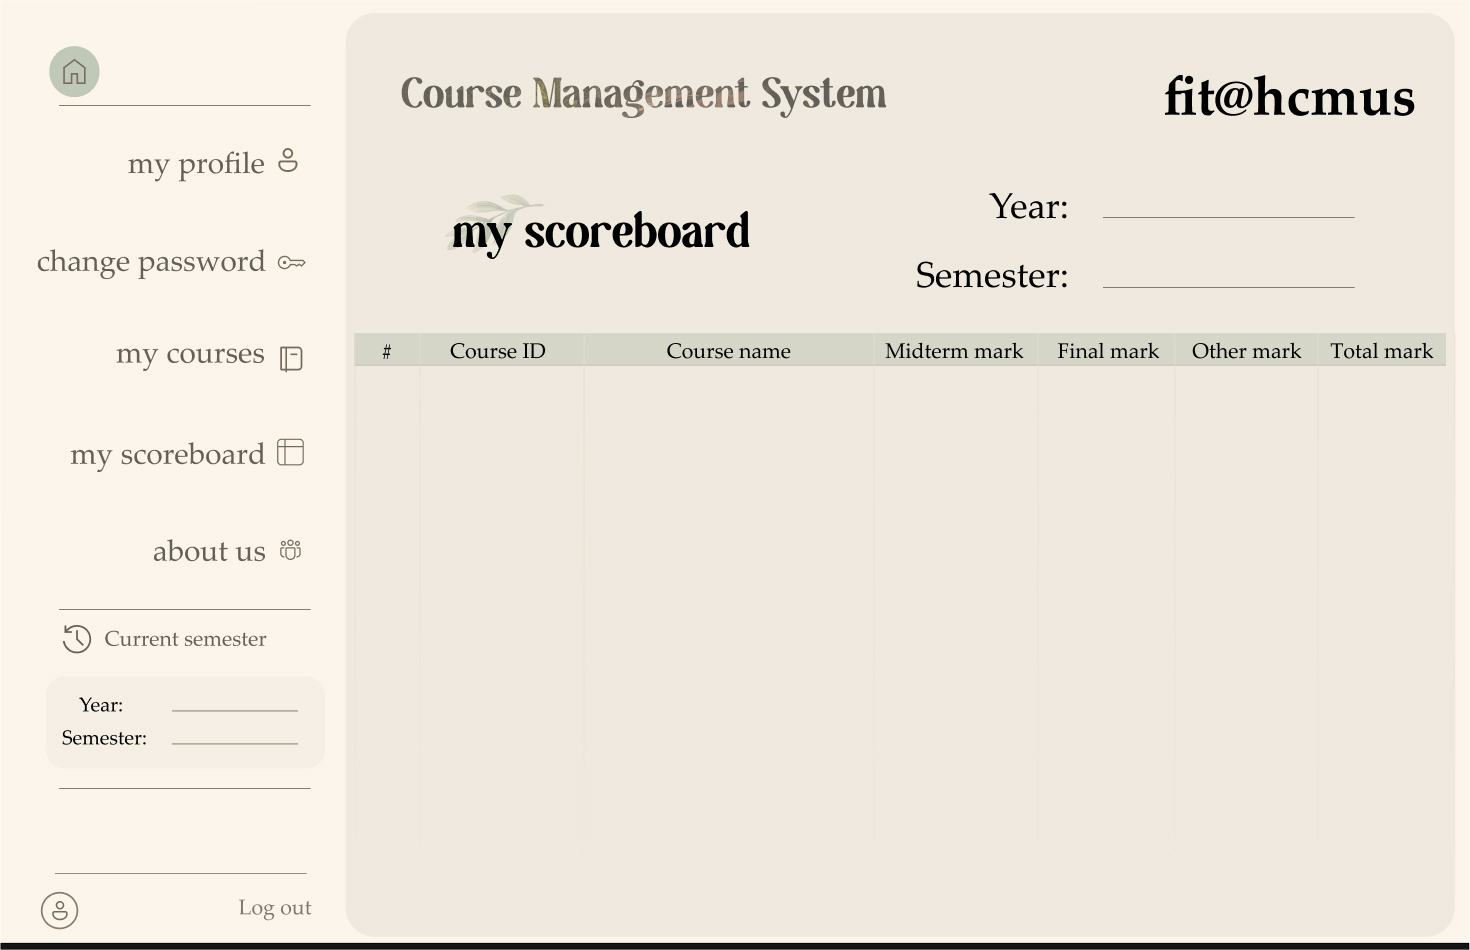 my profile
change password
my courses
my scoreboard
about us
Current semester
Year:
Semester:
Log out
Course Management System
fit@hcmus
my scoreboard
Year:
Semester:
# Course ID Course name Midterm mark Final mark Other mark Total mark